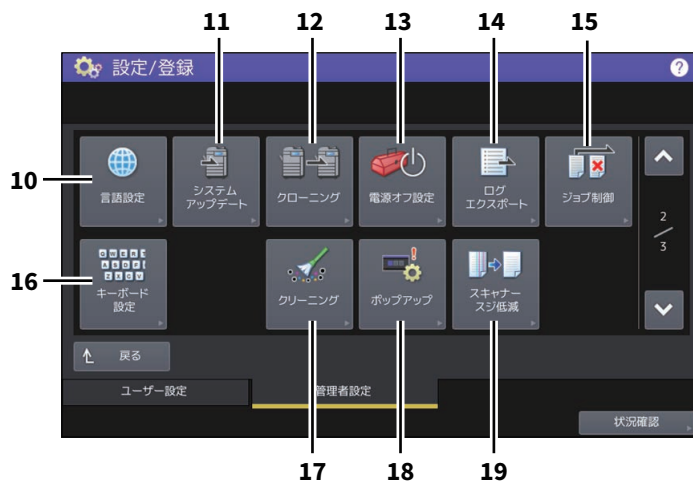 11 12 13 14 15
設定/登録 ?
10
言語設定
システム
アップデート
クローニング
電源オフ設定
ログ
エクスポート
ジョブ制御
2
3
16
Q W E R T
A S D F
Z X C V
キーボード
設定
クリーニング
ポップアップ
スキャナー
スジ低減
戻る
ユーザー設定
管理者設定
状況確認
17 18 19